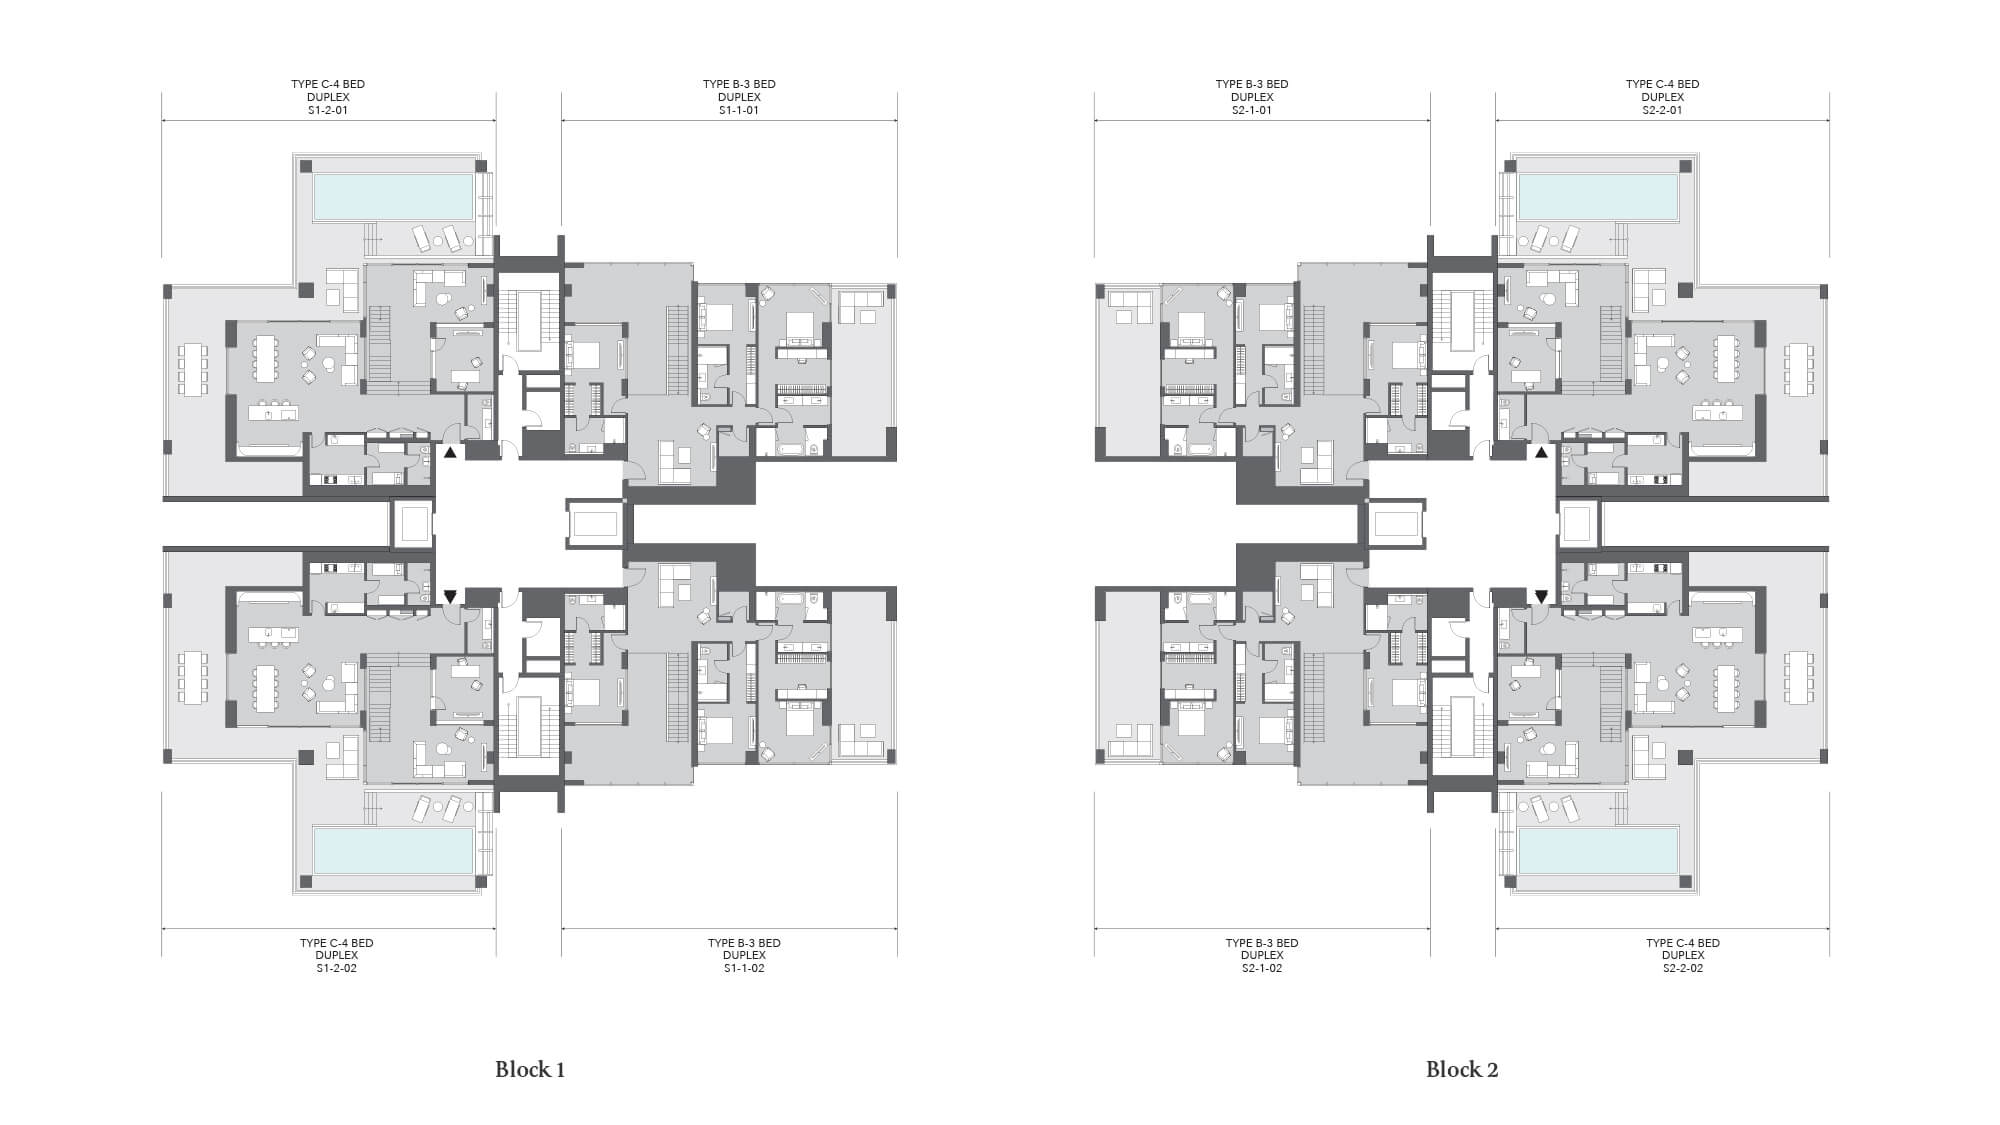 TYPE C-4 BED
DUPLEX
S1-2-01
TYPE B-3 BED
DUPLEX
S1-1-01
TYPE B-3 BED
DUPLEX
S2-1-01
TYPE C-4 BED
DUPLEX
S2-2-01
TYPE C-4 BED
DUPLEX
S1-2-02
TYPE B-3 BED
DUPLEX
S1-1-02
TYPE B-3 BED
DUPLEX
S2-1-02
TYPE C-4 BED
DUPLEX
S2-2-02
Block 1
Block 2